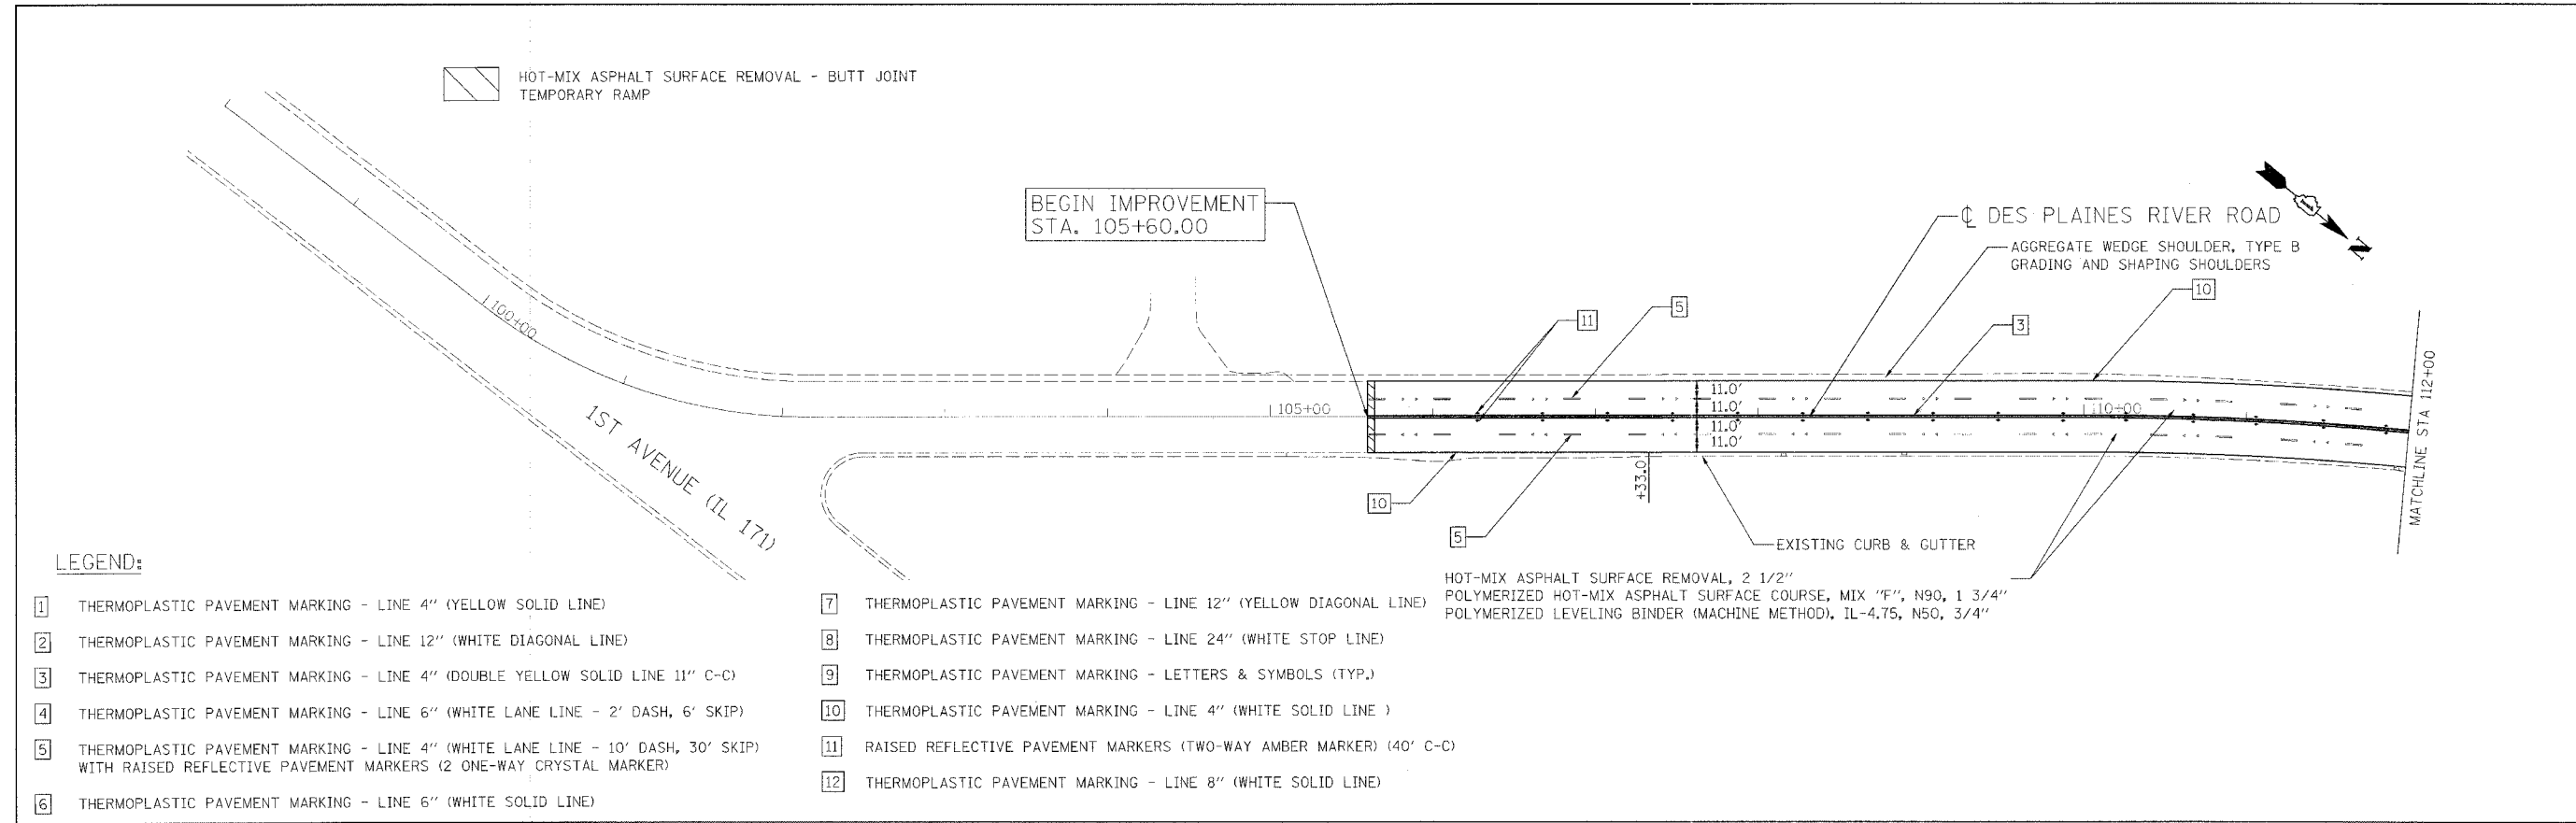 HOT-MIX ASPHALT SURFACE REMOVAL - BUTT JOINT
TEMPORARY RAMP
BEGIN IMPROVEMENT
STA. 105+60.00
℄ DES PLAINES RIVER ROAD
AGGREGATE WEDGE SHOULDER, TYPE B
GRADING AND SHAPING SHOULDERS
N
10
5
11
3
100+00
105+00
110+00
11.0'
11.0'
11.0'
11.0'
+33.0
10
5
1ST AVENUE (IL 171)
MATCHLINE STA 112+00
EXISTING CURB & GUTTER
HOT-MIX ASPHALT SURFACE REMOVAL, 2 1/2"
POLYMERIZED HOT-MIX ASPHALT SURFACE COURSE, MIX "F", N90, 1 3/4"
POLYMERIZED LEVELING BINDER (MACHINE METHOD), IL-4.75, N50, 3/4"
LEGEND:
1 THERMOPLASTIC PAVEMENT MARKING - LINE 4" (YELLOW SOLID LINE)
2 THERMOPLASTIC PAVEMENT MARKING - LINE 12" (WHITE DIAGONAL LINE)
3 THERMOPLASTIC PAVEMENT MARKING - LINE 4" (DOUBLE YELLOW SOLID LINE 11" C-C)
4 THERMOPLASTIC PAVEMENT MARKING - LINE 6" (WHITE LANE LINE - 2' DASH, 6' SKIP)
5 THERMOPLASTIC PAVEMENT MARKING - LINE 4" (WHITE LANE LINE - 10' DASH, 30' SKIP)
WITH RAISED REFLECTIVE PAVEMENT MARKERS (2 ONE-WAY CRYSTAL MARKER)
6 THERMOPLASTIC PAVEMENT MARKING - LINE 6" (WHITE SOLID LINE)
7 THERMOPLASTIC PAVEMENT MARKING - LINE 12" (YELLOW DIAGONAL LINE)
8 THERMOPLASTIC PAVEMENT MARKING - LINE 24" (WHITE STOP LINE)
9 THERMOPLASTIC PAVEMENT MARKING - LETTERS & SYMBOLS (TYP.)
10 THERMOPLASTIC PAVEMENT MARKING - LINE 4" (WHITE SOLID LINE )
11 RAISED REFLECTIVE PAVEMENT MARKERS (TWO-WAY AMBER MARKER) (40' C-C)
12 THERMOPLASTIC PAVEMENT MARKING - LINE 8" (WHITE SOLID LINE)